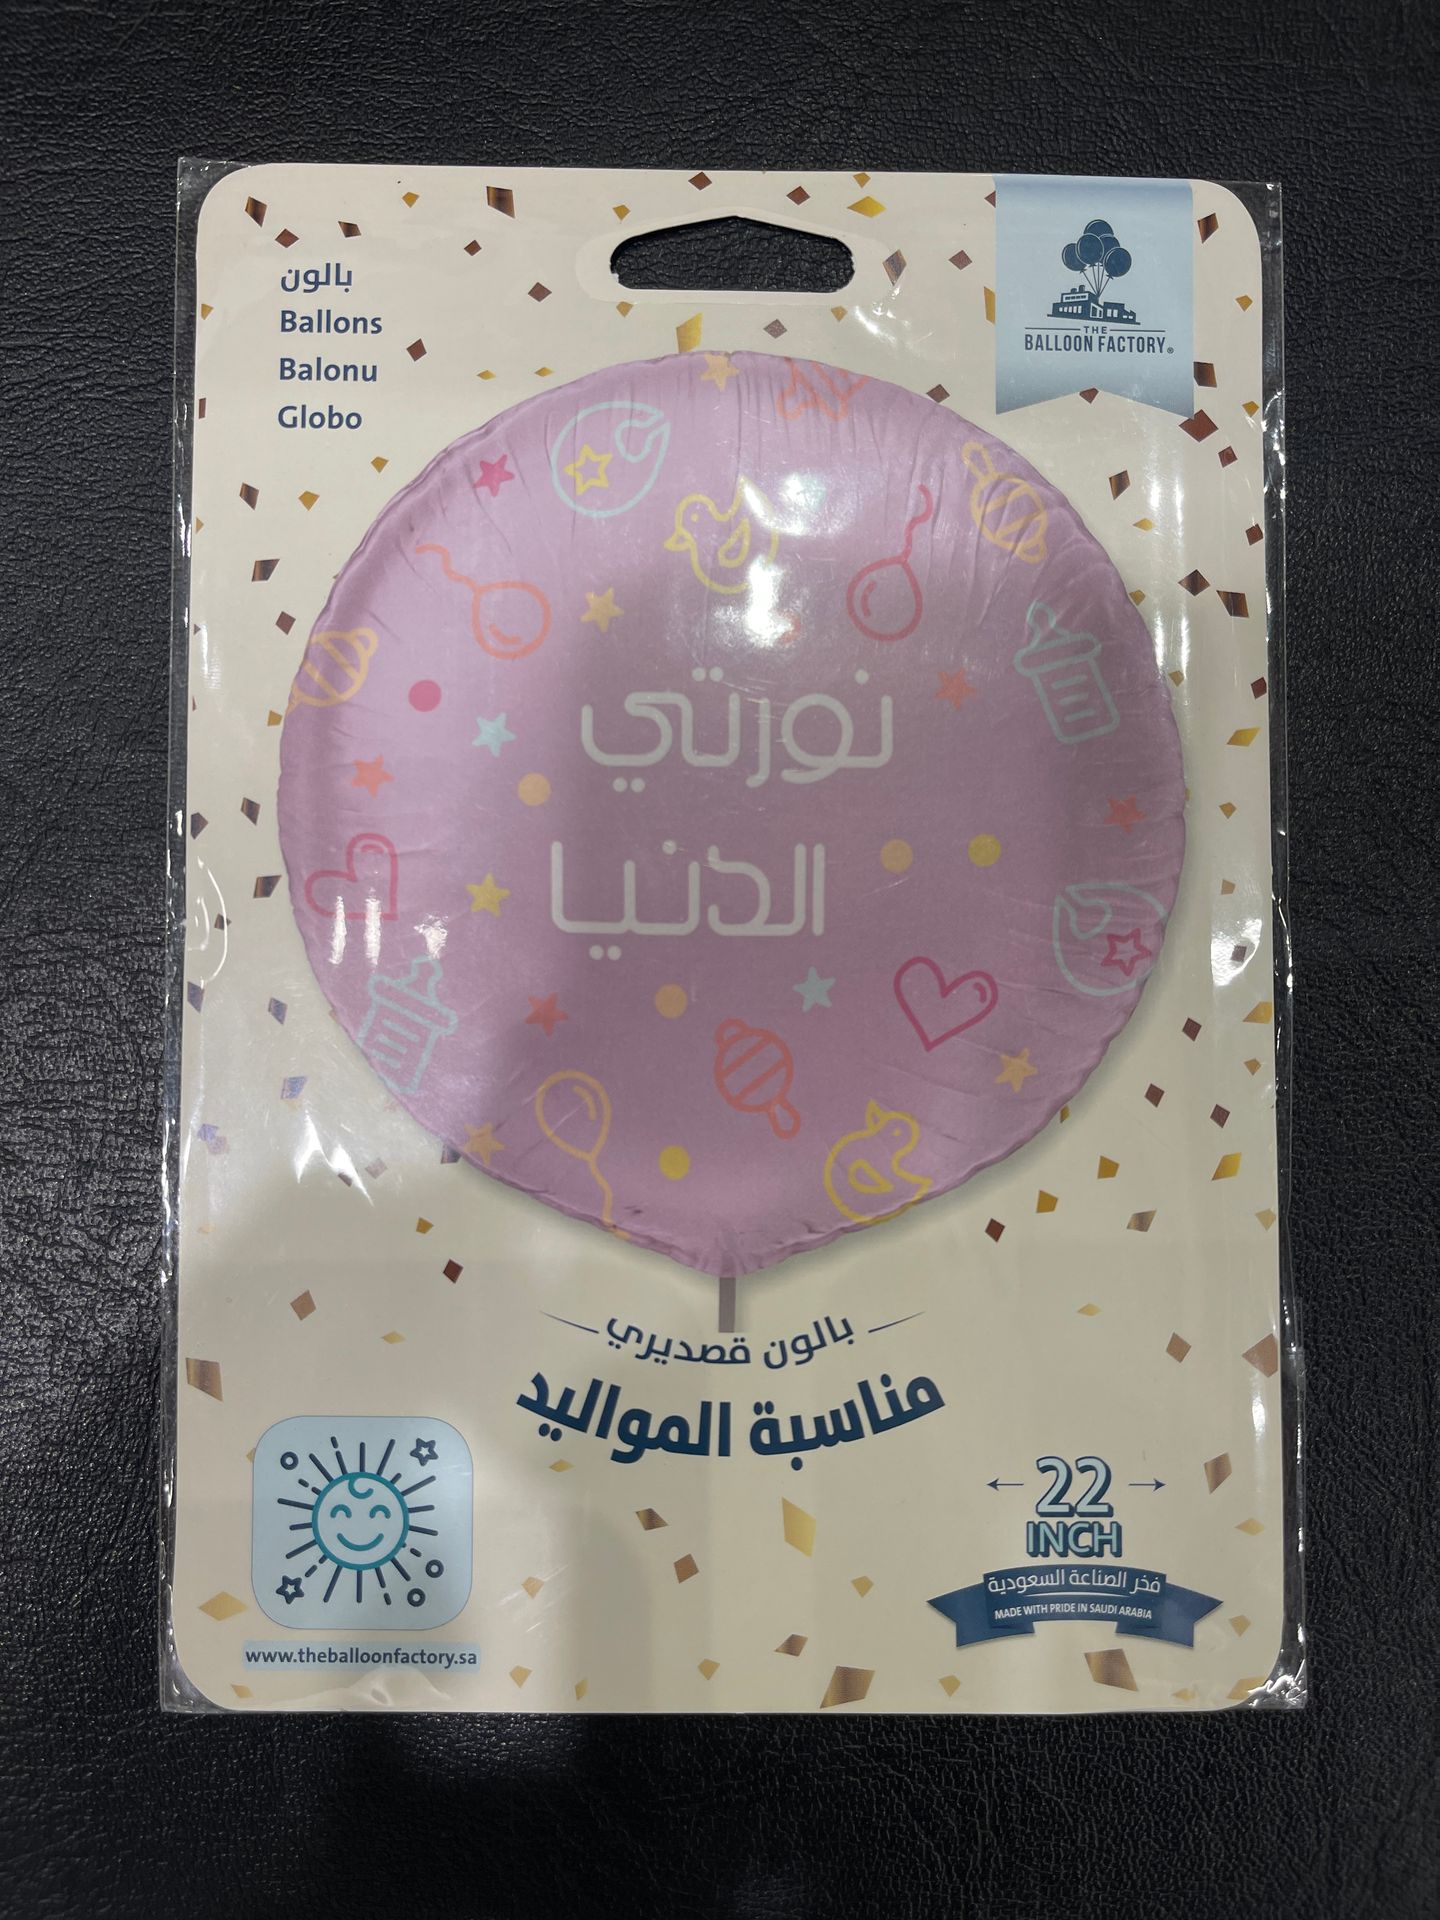 بالون
Ballons
Balonu
Globo
THE
BALLOON FACTORY®
نورتي
الدنيا
بالون قصديري
مناسبة المواليد
22
INCH
فخر الصناعة السعودية
MADE WITH PRIDE IN SAUDI ARABIA
www.theballoonfactory.sa